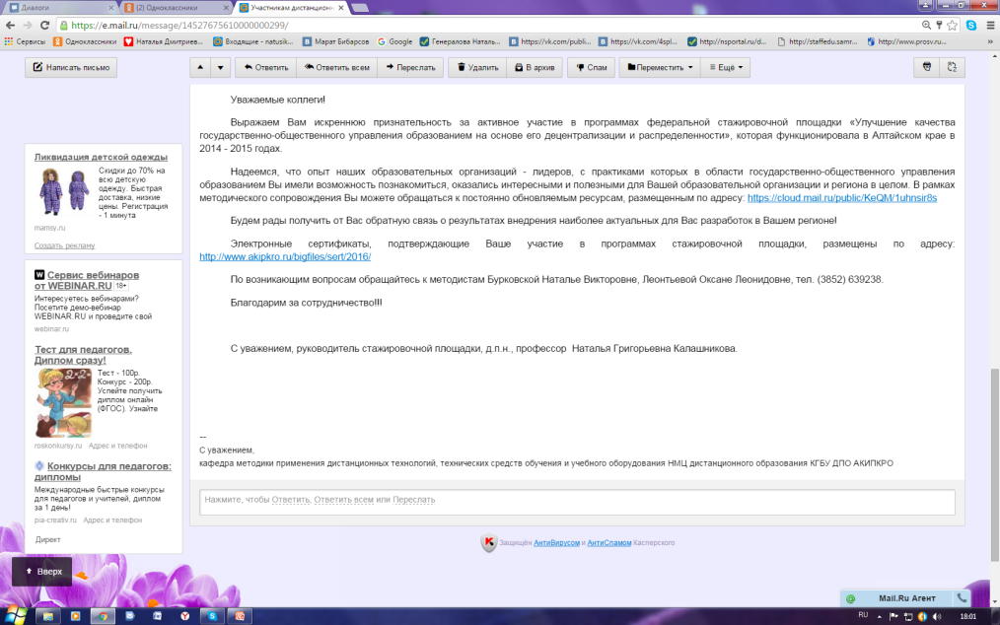 Диалоги
(2) Одноклассники
Участникам дистанцион
https://e.mail.ru/message/14527675610000000299/
Сервисы Одноклассники Наталья Дмитриев... Входящие - natusik... Марат Бибарсов Google Генералова Наталь... https://vk.com/publi... https://vk.com/4spl... http://nsportal.ru/d... http://staffedu.samr... http://www.prosv.ru...
Написать письмо
Ответить Ответить всем Переслать Удалить В архив Спам Переместить Ещё
Уважаемые коллеги!
Выражаем Вам искреннюю признательность за активное участие в программах федеральной стажировочной площадки «Улучшение качества
государственно-общественного управления образованием на основе его децентрализации и распределенности», которая функционировала в Алтайском крае в
2014 - 2015 годах.
Надеемся, что опыт наших образовательных организаций - лидеров, с практиками которых в области государственно-общественного управления
образованием Вы имели возможность познакомиться, оказались интересными и полезными для Вашей образовательной организации и региона в целом. В рамках
методического сопровождения Вы можете обращаться к постоянно обновляемым ресурсам, размещенным по адресу: https://cloud.mail.ru/public/KeQM/1uhnsir8s
Будем рады получить от Вас обратную связь о результатах внедрения наиболее актуальных для Вас разработок в Вашем регионе!
Электронные сертификаты, подтверждающие Ваше участие в программах стажировочной площадки, размещены по адресу:
http://www.akipkro.ru/bigfiles/sert/2016/
По возникающим вопросам обращайтесь к методистам Бурковской Наталье Викторовне, Леонтьевой Оксане Леонидовне, тел. (3852) 639238.
Благодарим за сотрудничество!!!
С уважением, руководитель стажировочной площадки, д.п.н., профессор Наталья Григорьевна Калашникова.
--
С уважением,
кафедра методики применения дистанционных технологий, технических средств обучения и учебного оборудования НМЦ дистанционного образования КГБУ ДПО АКИПКРО
Нажмите, чтобы Ответить, Ответить всем или Переслать
Защищён АнтиВирусом и АнтиСпамом Касперского
Ликвидация детской одежды
Скидки до 70% на
всю детскую
одежду. Быстрая
доставка, низкие
цены. Регистрация
- 1 минута
mamsy.ru
Создать рекламу
Сервис вебинаров
от WEBINAR.RU 18+
Интересуетесь вебинарами?
Посетите демо-вебинар
WEBINAR.RU и проведите свой
webinar.ru
Тест для педагогов.
Диплом сразу!
Тест - 100р.
Конкурс - 200р.
Успейте получить
диплом онлайн
(ФГОС). Узнайте
roskonkursy.ru Адрес и телефон
Конкурсы для педагогов:
дипломы
Международные быстрые конкурсы
для педагогов и учителей, диплом
за 1 день!
pia-creativ.ru Адрес и телефон
Директ
Вверх
Mail.Ru Агент
RU
18:01